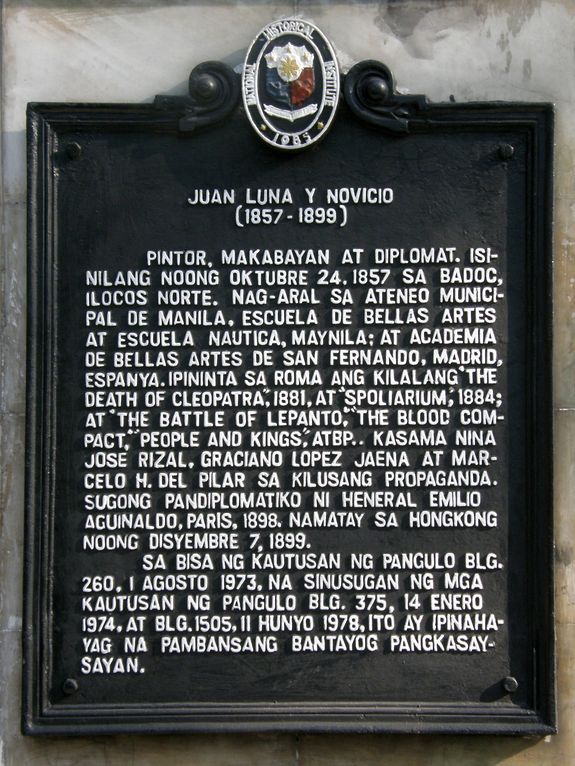 NATIONAL HISTORICAL INSTITUTE
1985
JUAN LUNA Y NOVICIO
(1857-1899)
PINTOR, MAKABAYAN AT DIPLOMAT. ISI-
NILANG NOONG OKTUBRE 24, 1857 SA BADOC,
ILOCOS NORTE. NAG-ARAL SA ATENEO MUNICI-
PAL DE MANILA, ESCUELA DE BELLAS ARTES
AT ESCUELA NAUTICA, MAYNILA; AT ACADEMIA
DE BELLAS ARTES DE SAN FERNANDO, MADRID,
ESPANYA. IPININTA SA ROMA ANG KILALANG "THE
DEATH OF CLEOPATRA", 1881, AT "SPOLIARIUM", 1884;
AT "THE BATTLE OF LEPANTO", "THE BLOOD COM-
PACT," "PEOPLE AND KINGS", ATBP.. KASAMA NINA
JOSE RIZAL, GRACIANO LOPEZ JAENA AT MAR-
CELO H. DEL PILAR SA KILUSANG PROPAGANDA.
SUGONG PANDIPLOMATIKO NI HENERAL EMILIO
AGUINALDO, PARIS, 1898. NAMATAY SA HONGKONG
NOONG DISYEMBRE 7, 1899.
SA BISA NG KAUTUSAN NG PANGULO BLG.
260, 1 AGOSTO 1973, NA SINUSUGAN NG MGA
KAUTUSAN NG PANGULO BLG. 375, 14 ENERO
1974, AT BLG. 1505, 11 HUNYO 1978, ITO AY IPINAHA-
YAG NA PAMBANSANG BANTAYOG PANGKASAY-
SAYAN.